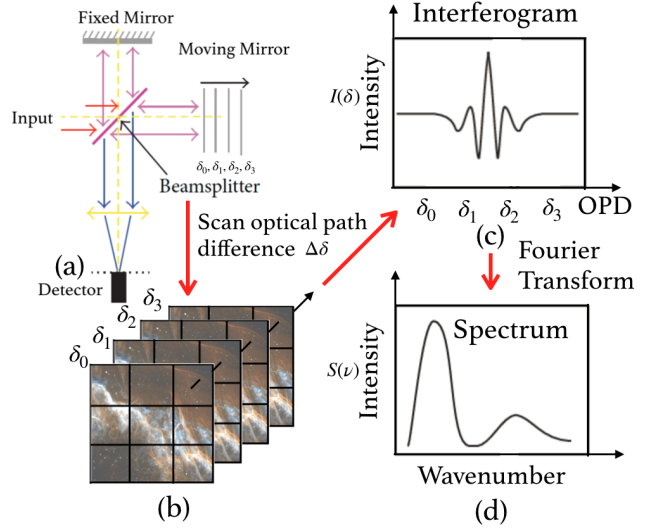 Fixed Mirror
Moving Mirror
Input
δ₀, δ₁, δ₂, δ₃
Beamsplitter
(a)
Detector
Scan optical path
difference Δδ
δ₃
δ₂
δ₁
δ₀
(b)
Interferogram
I(δ)
Intensity
δ₀ δ₁ δ₂ δ₃ OPD
(c)
Fourier
Transform
Spectrum
S(ν)
Intensity
Wavenumber
(d)